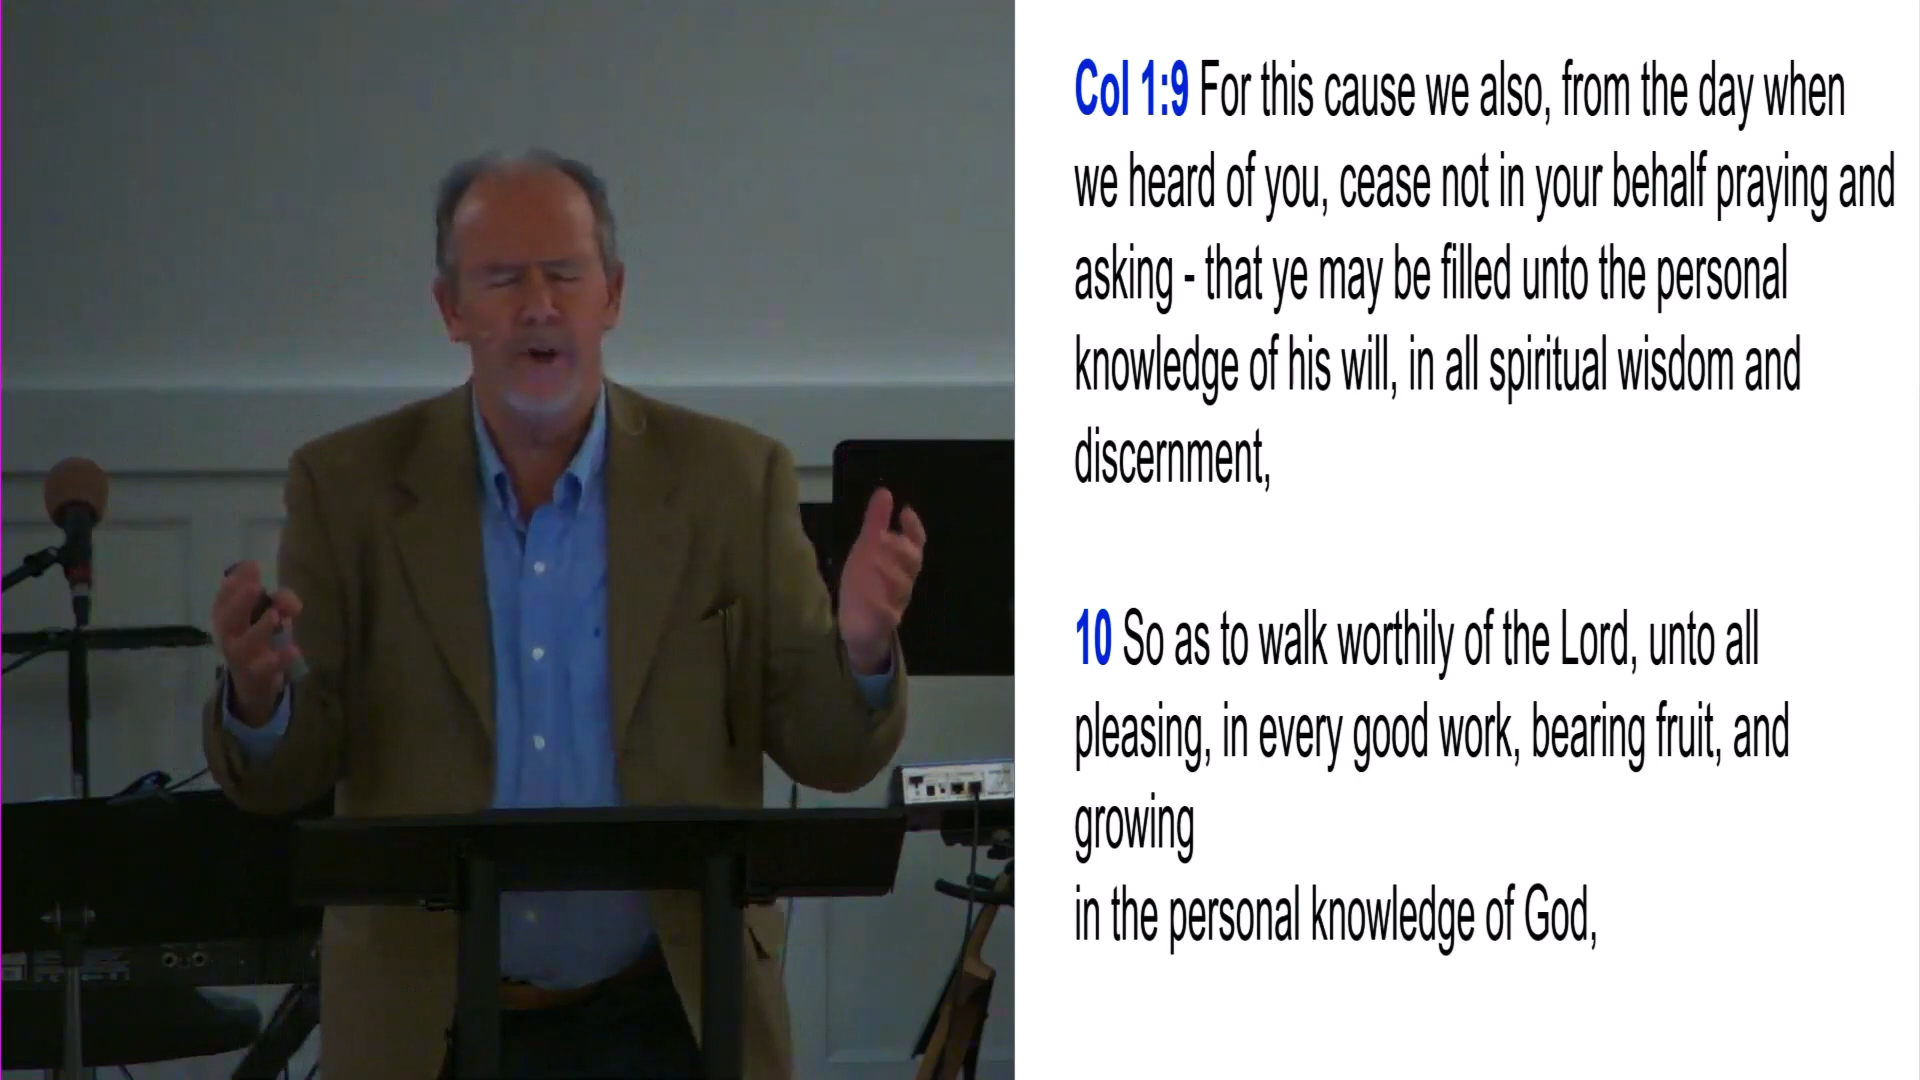 Col 1:9 For this cause we also, from the day when
we heard of you, cease not in your behalf praying and
asking - that ye may be filled unto the personal
knowledge of his will, in all spiritual wisdom and
discernment,
10 So as to walk worthily of the Lord, unto all
pleasing, in every good work, bearing fruit, and
growing
in the personal knowledge of God,